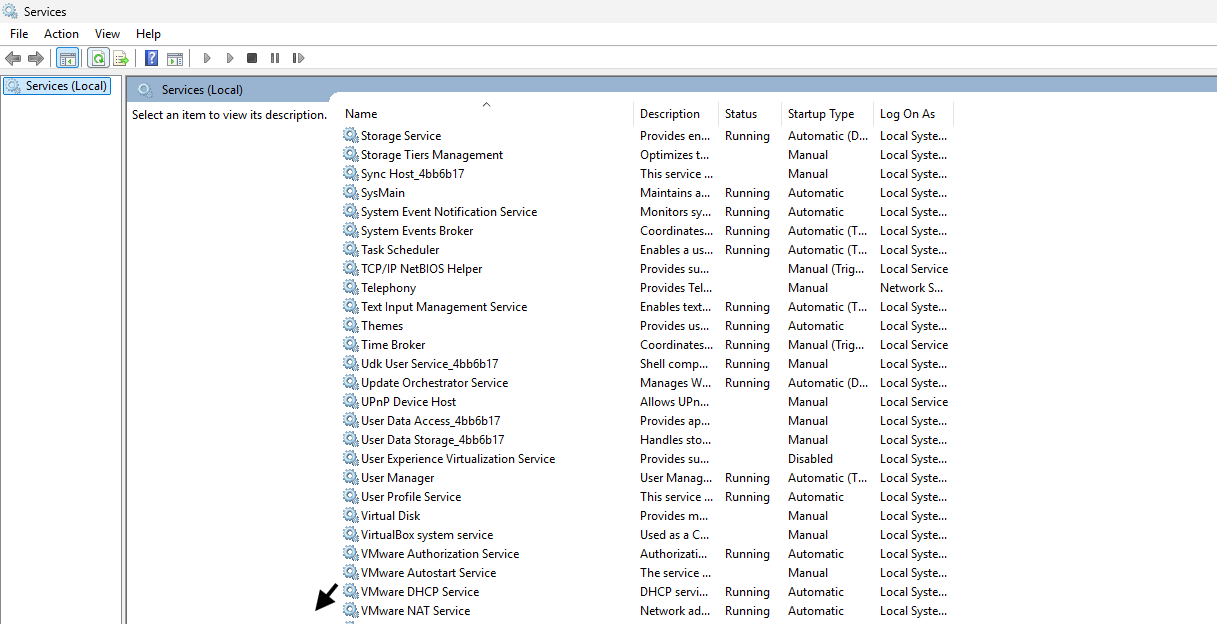 Services
File Action View Help
Services (Local)
Services (Local)
Select an item to view its description.
Name Description Status Startup Type Log On As
Storage Service Provides en... Running Automatic (D... Local Syste...
Storage Tiers Management Optimizes t... Manual Local Syste...
Sync Host_4bb6b17 This service ... Manual Local Syste...
SysMain Maintains a... Running Automatic Local Syste...
System Event Notification Service Monitors sy... Running Automatic Local Syste...
System Events Broker Coordinates... Running Automatic (T... Local Syste...
Task Scheduler Enables a us... Running Automatic (T... Local Syste...
TCP/IP NetBIOS Helper Provides su... Manual (Trig... Local Service
Telephony Provides Tel... Manual Network S...
Text Input Management Service Enables text... Running Automatic (T... Local Syste...
Themes Provides us... Running Automatic Local Syste...
Time Broker Coordinates... Running Manual (Trig... Local Service
Udk User Service_4bb6b17 Shell comp... Running Manual Local Syste...
Update Orchestrator Service Manages W... Running Automatic (D... Local Syste...
UPnP Device Host Allows UPn... Manual Local Service
User Data Access_4bb6b17 Provides ap... Manual Local Syste...
User Data Storage_4bb6b17 Handles sto... Manual Local Syste...
User Experience Virtualization Service Provides su... Disabled Local Syste...
User Manager User Manag... Running Automatic (T... Local Syste...
User Profile Service This service ... Running Automatic Local Syste...
Virtual Disk Provides m... Manual Local Syste...
VirtualBox system service Used as a C... Manual Local Syste...
VMware Authorization Service Authorizati... Running Automatic Local Syste...
VMware Autostart Service The service ... Manual Local Syste...
VMware DHCP Service DHCP servi... Running Automatic Local Syste...
VMware NAT Service Network ad... Running Automatic Local Syste...